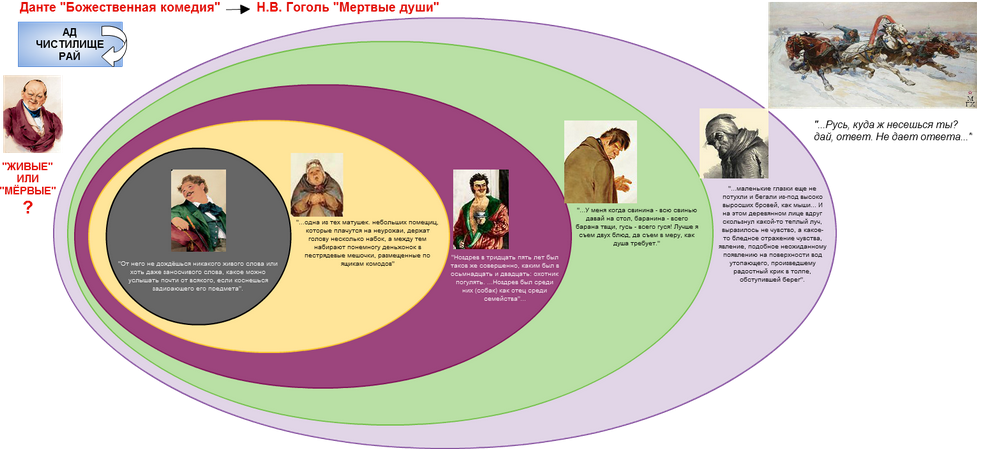 Данте "Божественная комедия" → Н.В. Гоголь "Мертвые души"
АД
ЧИСТИЛИЩЕ
РАЙ
"ЖИВЫЕ"
ИЛИ
"МЁРВЫЕ"
?
"От него не дождёшься никакого живого слова или
хоть даже заносчивого слова, какое можно
услышать почти от всякого, если коснешься
задирающего его предмета".
"...одна из тех матушек. небольших помещиц,
которые плачутся на неурохаи, держат
голову несколько набок, а между тем
набирают понемногу деньжонок в
пестрядевые мешочки, размещенные по
ящикам комодов"
"Ноздрев в тридцать пять лет был
таков же совершенно, каким был в
осьмнадцать и двадцать: охотник
погулять. ...Ноздрев был среди
них (собак) как отец среди
семейства"...
"...У меня когда свинина - всю свинью
давай на стол, баранина - всего
барана тащи, гусь - всего гуся! Лучше я
съем двух блюд, да съем в меру, как
душа требует."
"...маленькие глазки еще не
потухли и бегали из-под высоко
выросших бровей, как мыши... И
на этом деревянном лице вдруг
скользнул какой-то теплый луч,
выразилось не чувство, а какое-
то бледное отражение чувства,
явление, подобное неожиданному
появлению на поверхности вод
утопающего, произведшему
радостный крик в толпе,
обступившей берег".
"...Русь, куда ж несешься ты?
дай, ответ. Не дает ответа..."